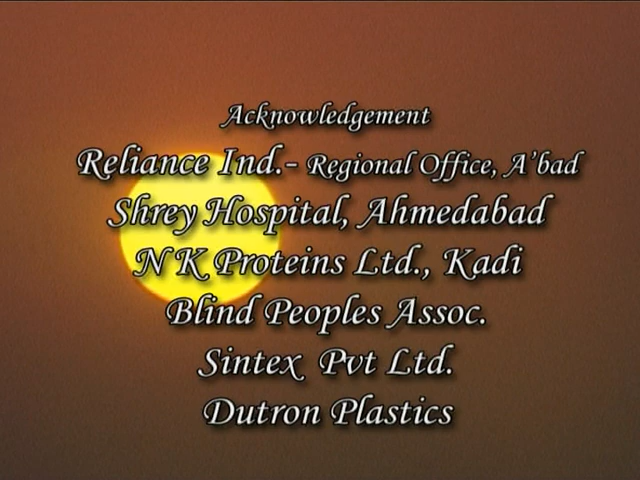 Acknowledgement
Reliance Ind.- Regional Office, A'bad
Shrey Hospital, Ahmedabad
N K Proteins Ltd., Kadi
Blind Peoples Assoc.
Sintex Pvt Ltd.
Dutron Plastics